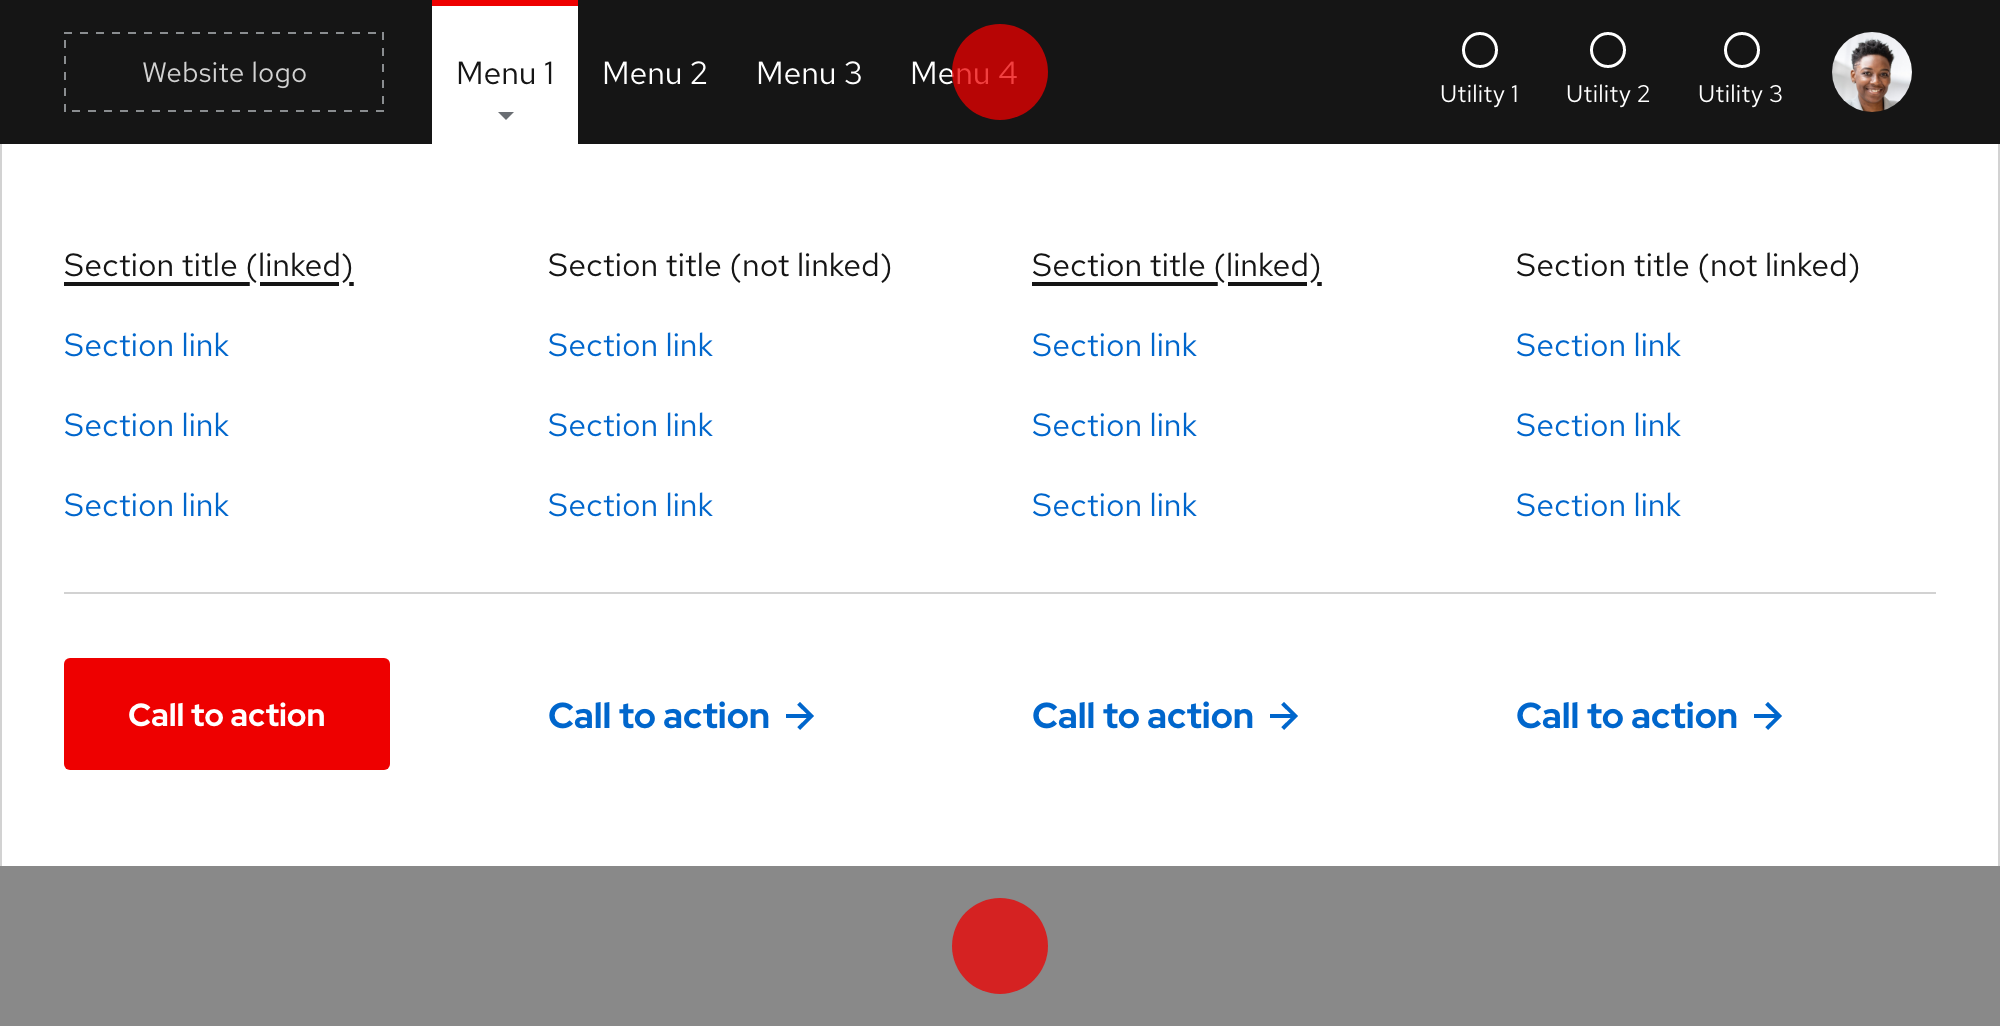 Website logo
Menu 1
Menu 2
Menu 3
Menu 4
Utility 1
Utility 2
Utility 3
Section title (linked)
Section title (not linked)
Section title (linked)
Section title (not linked)
Section link
Section link
Section link
Section link
Section link
Section link
Section link
Section link
Section link
Section link
Section link
Section link
Call to action
Call to action
Call to action
Call to action